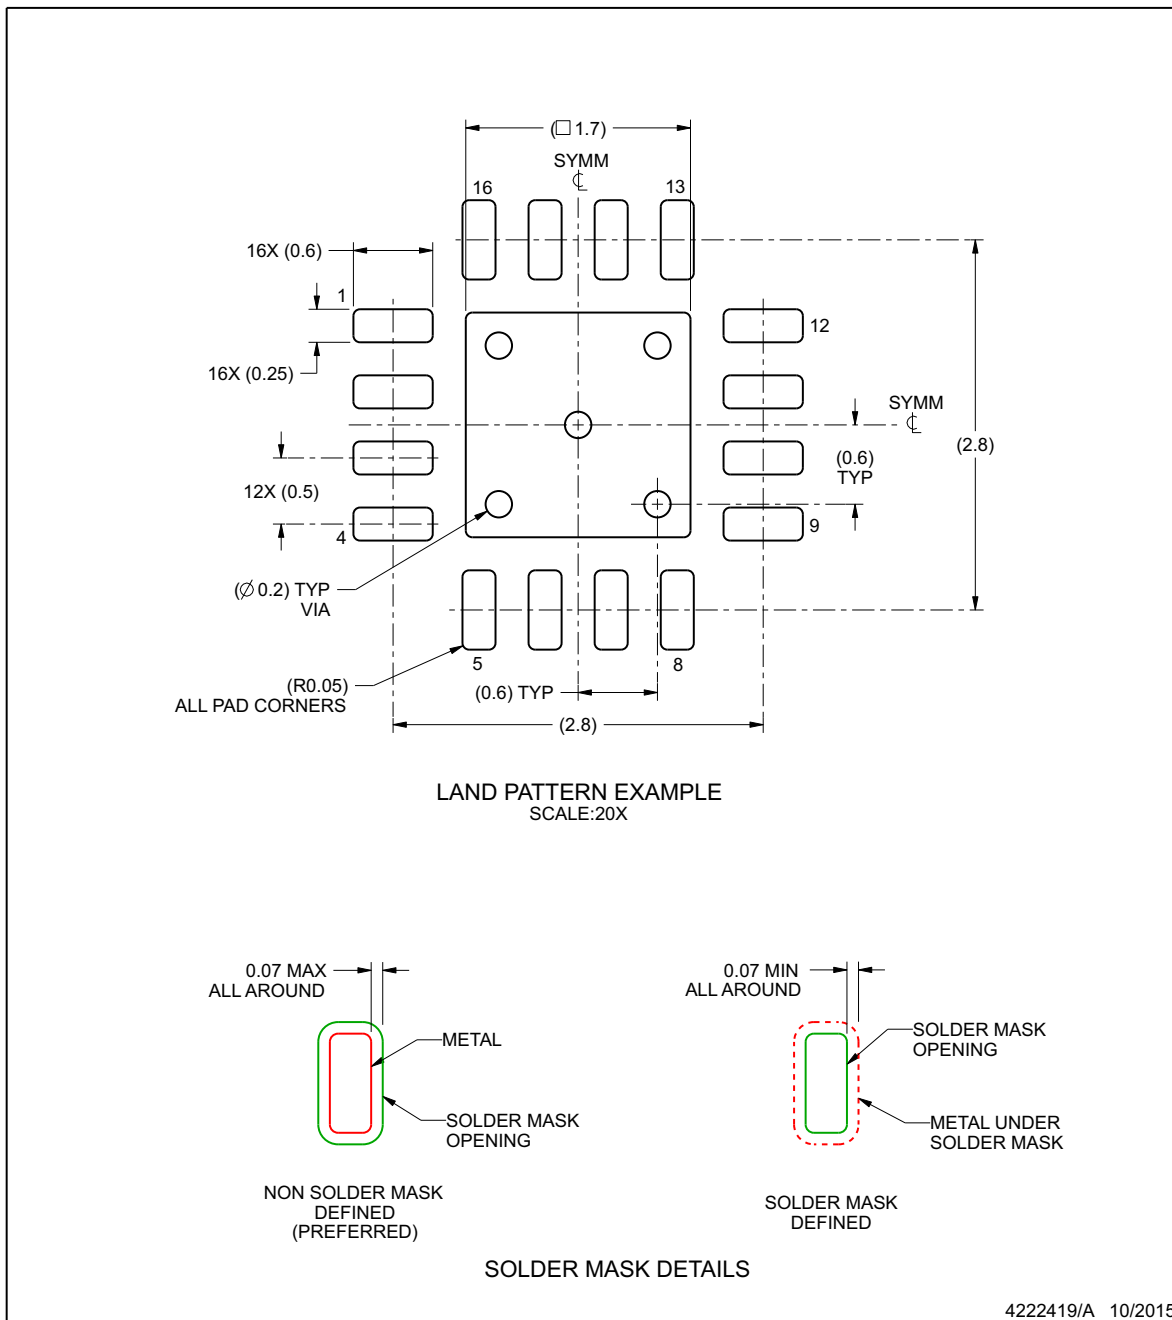 (□ 1.7)
SYMM
℄
16
13
16X (0.6)
1
12
16X (0.25)
SYMM
℄
(0.6)
TYP
(2.8)
12X (0.5)
4
9
(Ø 0.2) TYP
VIA
5
8
(R0.05)
ALL PAD CORNERS
(0.6) TYP
(2.8)
LAND PATTERN EXAMPLE
SCALE:20X
0.07 MAX
ALL AROUND
METAL
SOLDER MASK
OPENING
NON SOLDER MASK
DEFINED
(PREFERRED)
0.07 MIN
ALL AROUND
SOLDER MASK
OPENING
METAL UNDER
SOLDER MASK
SOLDER MASK
DEFINED
SOLDER MASK DETAILS
4222419/A 10/2015